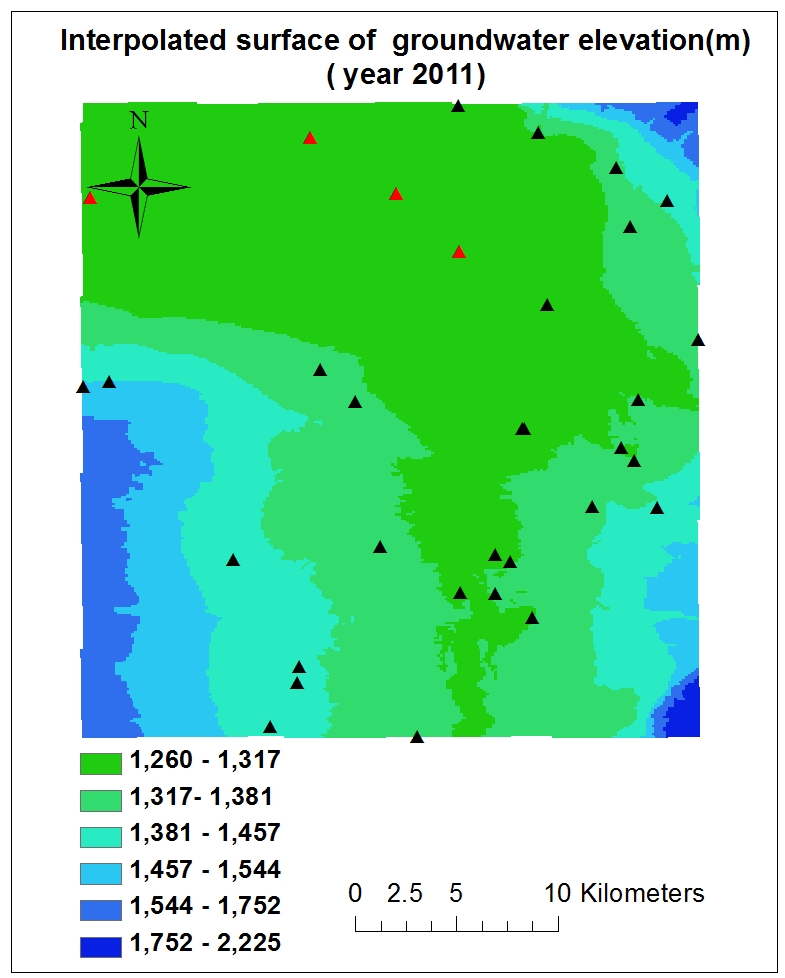 Interpolated surface of groundwater elevation(m)
( year 2011)
N
1,260 - 1,317
1,317- 1,381
1,381 - 1,457
1,457 - 1,544
1,544 - 1,752
1,752 - 2,225
0 2.5 5 10 Kilometers